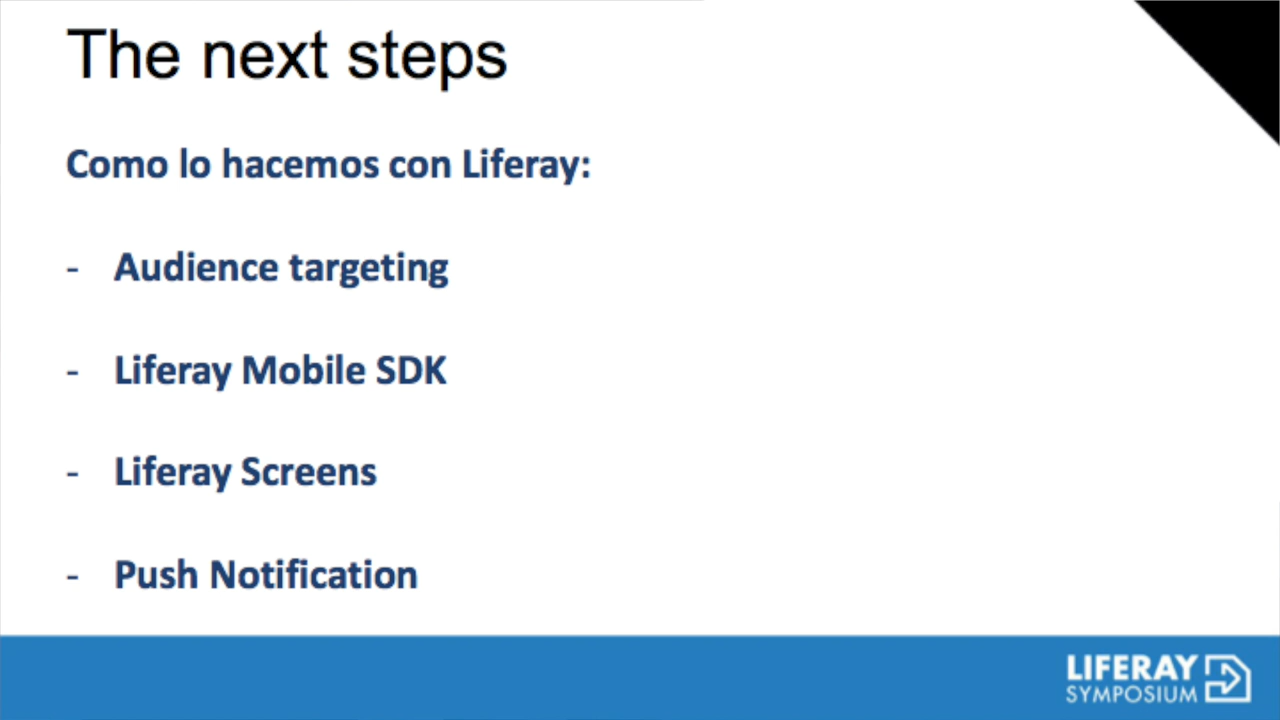 The next steps
Como lo hacemos con Liferay:
- Audience targeting
- Liferay Mobile SDK
- Liferay Screens
- Push Notification
LIFERAY
SYMPOSIUM